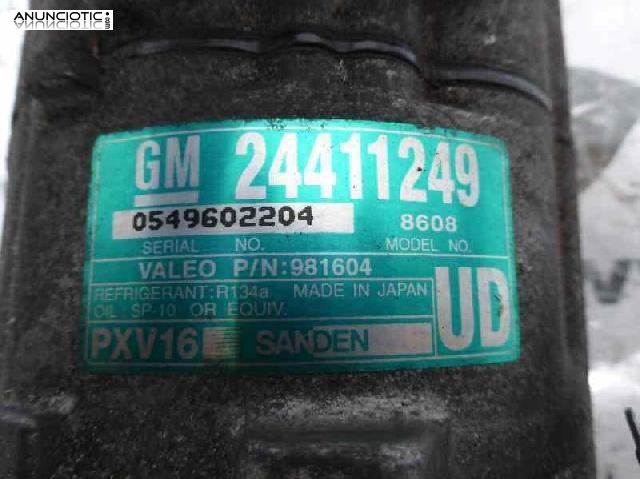 ANUNCIOTIC.com
GM 24411249
0549602204 8608
SERIAL NO. MODEL NO.
VALEO P/N:981604
REFRIGERANT:R134a MADE IN JAPAN
OIL:SP-10 OR EQUIV.
PXV16 SANDEN UD